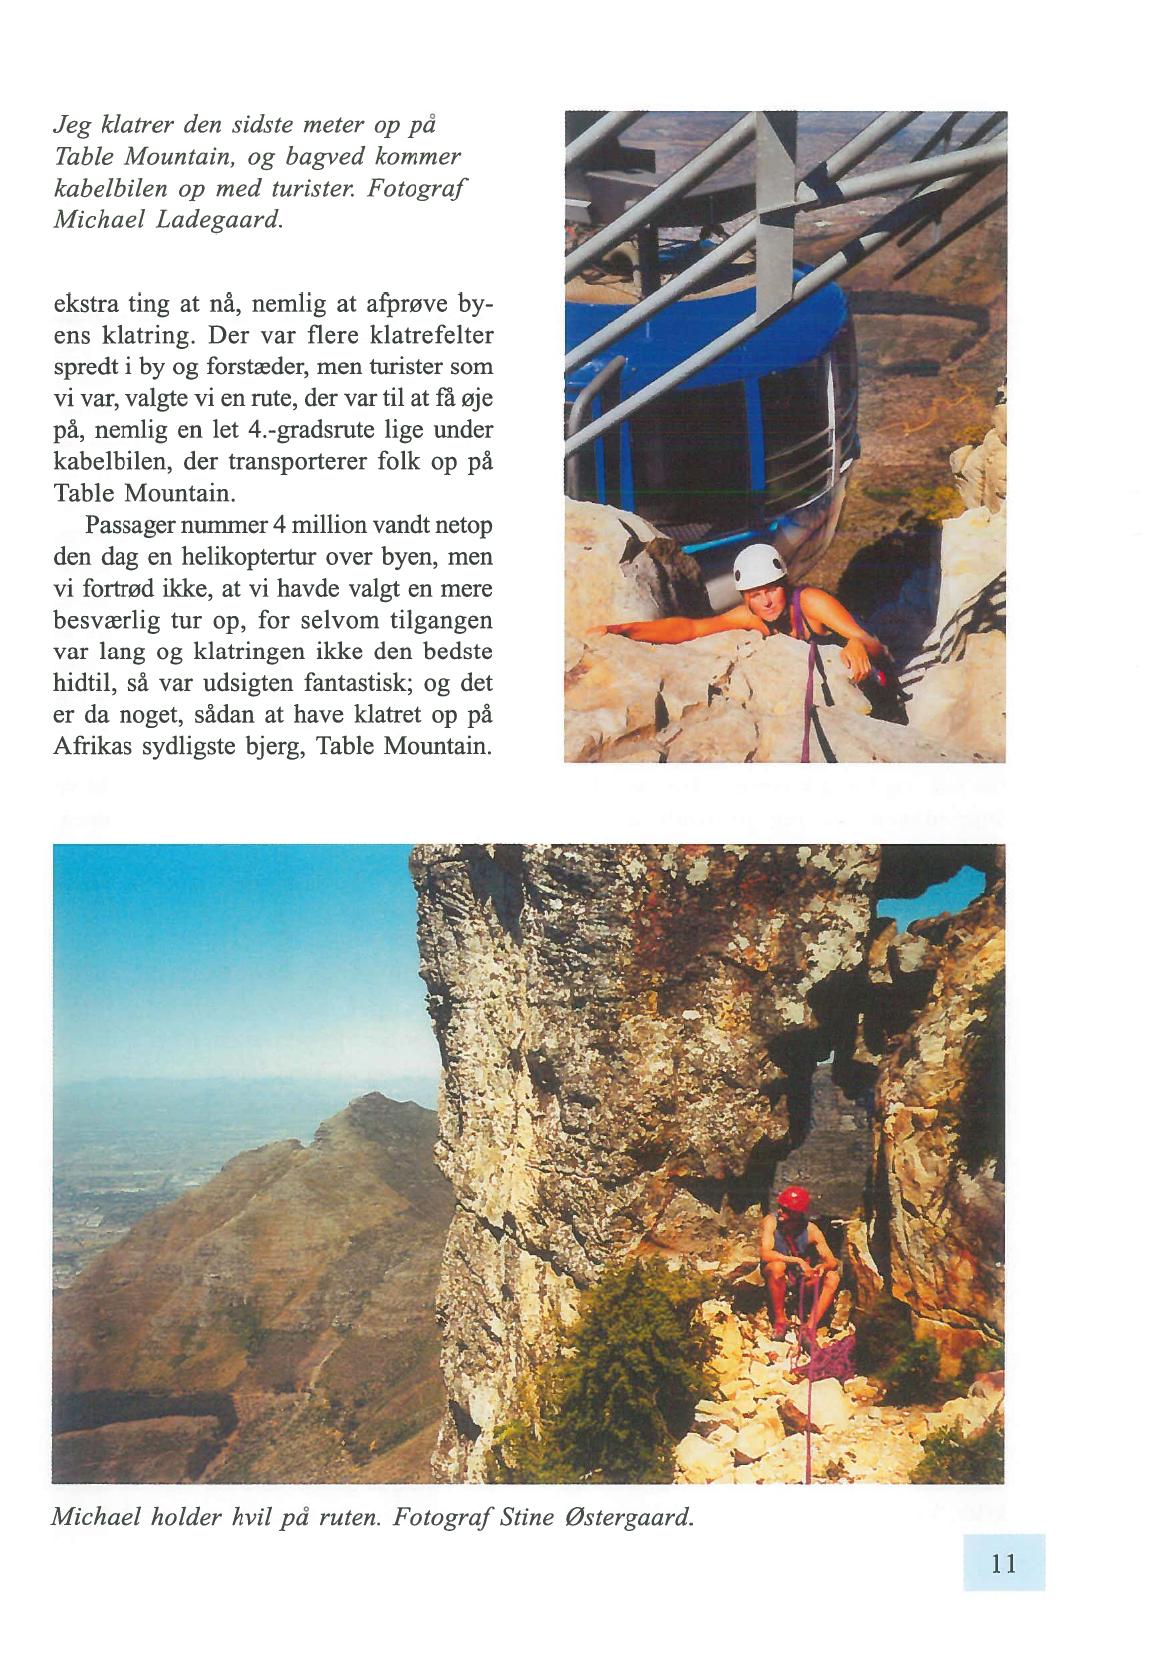 Jeg klatrer den sidste meter op på
Table Mountain, og bagved kommer
kabelbilen op med turister. Fotograf
Michael Ladegaard.
ekstra ting at nå, nemlig at afprøve by-
ens klatring. Der var flere klatrefelter
spredt i by og forstæder, men turister som
vi var, valgte vi en rute, der var til at få øje
på, nemlig en let 4.-gradsrute lige under
kabelbilen, der transporterer folk op på
Table Mountain.
Passager nummer 4 million vandt netop
den dag en helikoptertur over byen, men
vi fortrød ikke, at vi havde valgt en mere
besværlig tur op, for selvom tilgangen
var lang og klatringen ikke den bedste
hidtil, så var udsigten fantastisk; og det
er da noget, sådan at have klatret op på
Afrikas sydligste bjerg, Table Mountain.
Michael holder hvil på ruten. Fotograf Stine Østergaard.
11